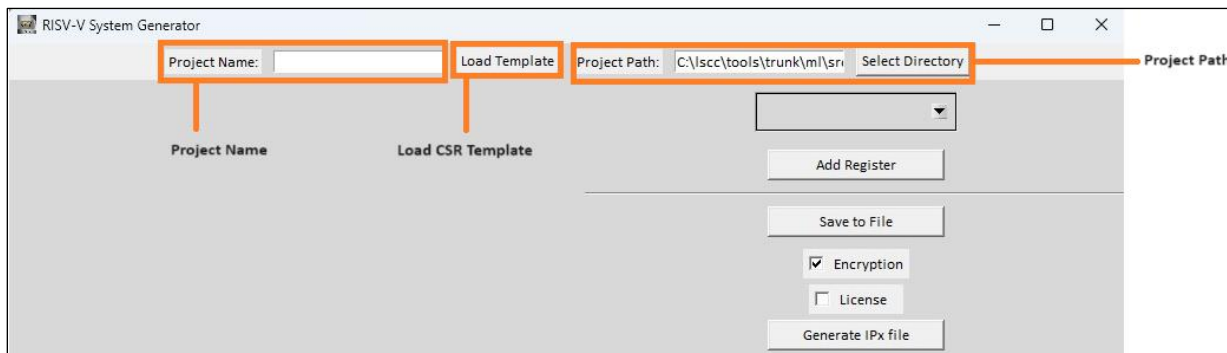 RISV-V System Generator
Project Name: Load Template Project Path: C:\lscc\tools\trunk\ml\sr Select Directory
Project Path
Project Name
Load CSR Template
Add Register
Save to File
Encryption
License
Generate IPx file